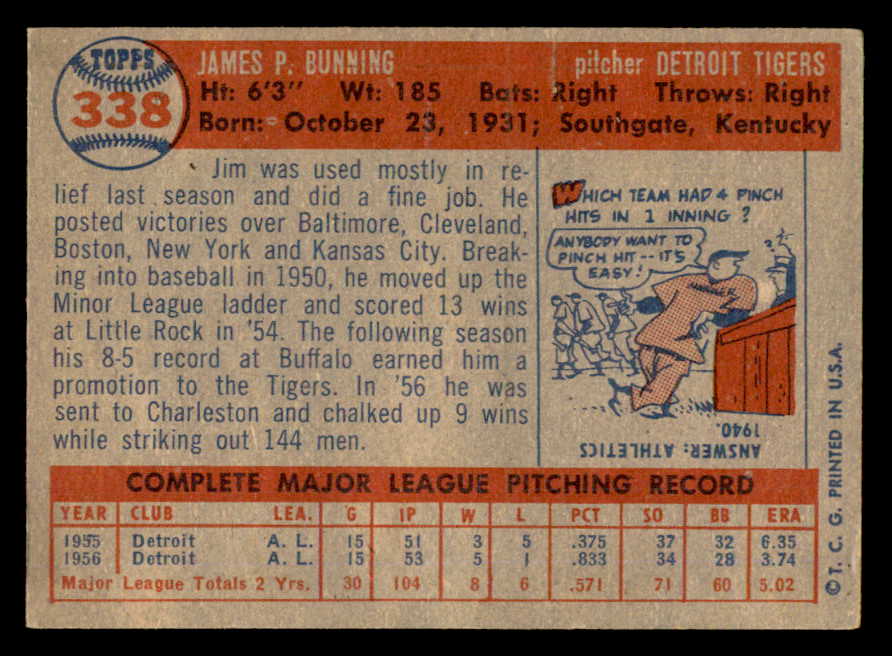 TOPPS
338
JAMES P. BUNNING pitcher DETROIT TIGERS
Ht: 6'3" Wt: 185 Bats: Right Throws: Right
Born: October 23, 1931; Southgate, Kentucky
Jim was used mostly in re-
lief last season and did a fine job. He
posted victories over Baltimore, Cleveland,
Boston, New York and Kansas City. Break-
ing into baseball in 1950, he moved up the
Minor League ladder and scored 13 wins
at Little Rock in '54. The following season
his 8-5 record at Buffalo earned him a
promotion to the Tigers. In '56 he was
sent to Charleston and chalked up 9 wins
while striking out 144 men.
WHICH TEAM HAD 4 PINCH
HITS IN 1 INNING?
ANYBODY WANT TO
PINCH HIT--IT'S
EASY!
MANAGER
ANSWER: ATHLETICS
1940.
COMPLETE MAJOR LEAGUE PITCHING RECORD
YEAR CLUB LEA. G IP W L PCT SO BB ERA
1955 Detroit A. L. 15 51 3 5 .375 37 32 6.35
1956 Detroit A. L. 15 53 5 1 .833 34 28 3.74
Major League Totals 2 Yrs. 30 104 8 6 .571 71 60 5.02
© T. C. G. PRINTED IN U.S.A.